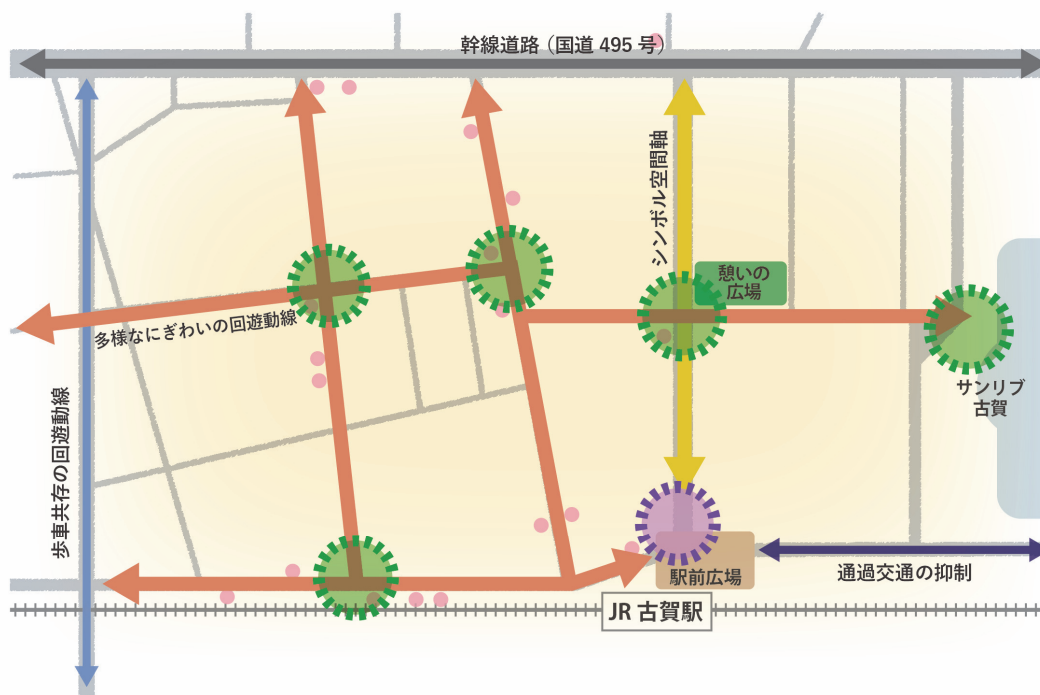 幹線道路（国道 495 号）
シンボル空間軸
憩いの
広場
多様なにぎわいの回遊動線
サンリブ
古賀
歩車共存の回遊動線
駅前広場
通過交通の抑制
JR 古賀駅